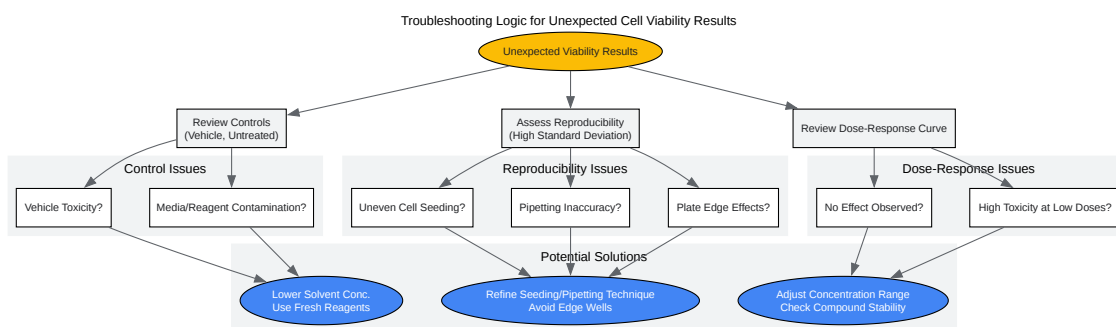 Troubleshooting Logic for Unexpected Cell Viability Results
Unexpected Viability Results
Review Controls
(Vehicle, Untreated)
Assess Reproducibility
(High Standard Deviation)
Review Dose-Response Curve
Control Issues
Reproducibility Issues
Dose-Response Issues
Vehicle Toxicity?
Media/Reagent Contamination?
Uneven Cell Seeding?
Pipetting Inaccuracy?
Plate Edge Effects?
No Effect Observed?
High Toxicity at Low Doses?
Potential Solutions
Lower Solvent Conc.
Use Fresh Reagents
Refine Seeding/Pipetting Technique
Avoid Edge Wells
Adjust Concentration Range
Check Compound Stability